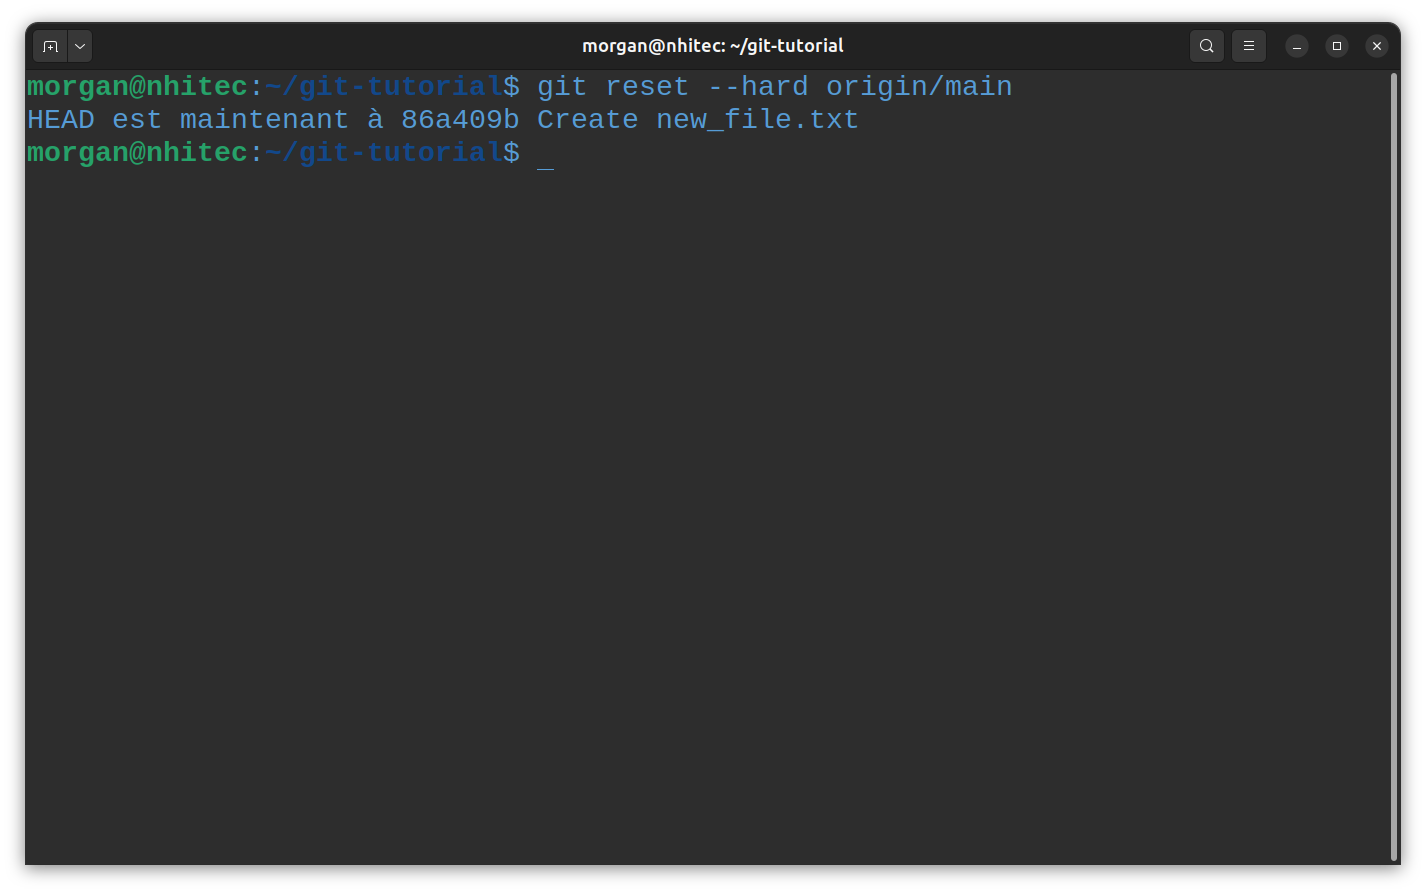 morgan@nhitec: ~/git-tutorial
morgan@nhitec:~/git-tutorial$ git reset --hard origin/main
HEAD est maintenant à 86a409b Create new_file.txt
morgan@nhitec:~/git-tutorial$ _